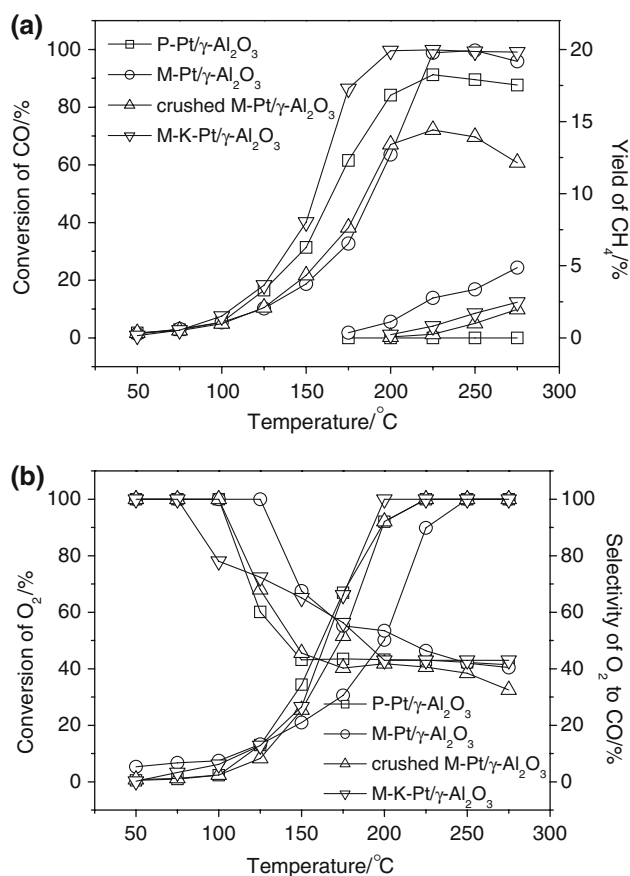 (a)
100
80
60
40
20
0
Conversion of CO/%
P-Pt/γ-Al₂O₃
M-Pt/γ-Al₂O₃
crushed M-Pt/γ-Al₂O₃
M-K-Pt/γ-Al₂O₃
20
15
10
5
0
Yield of CH₄/%
50 100 150 200 250 300
Temperature/°C
(b)
100
80
60
40
20
0
Conversion of O₂/%
100
80
60
40
20
0
Selectivity of O₂ to CO/%
P-Pt/γ-Al₂O₃
M-Pt/γ-Al₂O₃
crushed M-Pt/γ-Al₂O₃
M-K-Pt/γ-Al₂O₃
50 100 150 200 250 300
Temperature/°C